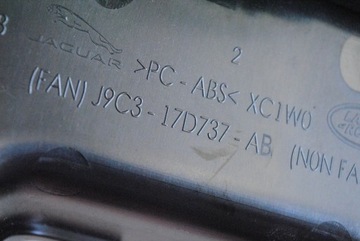 2
JAGUAR >PC-ABS< XC1W0
(FAN) J9C3-17D737-AB (NON FA